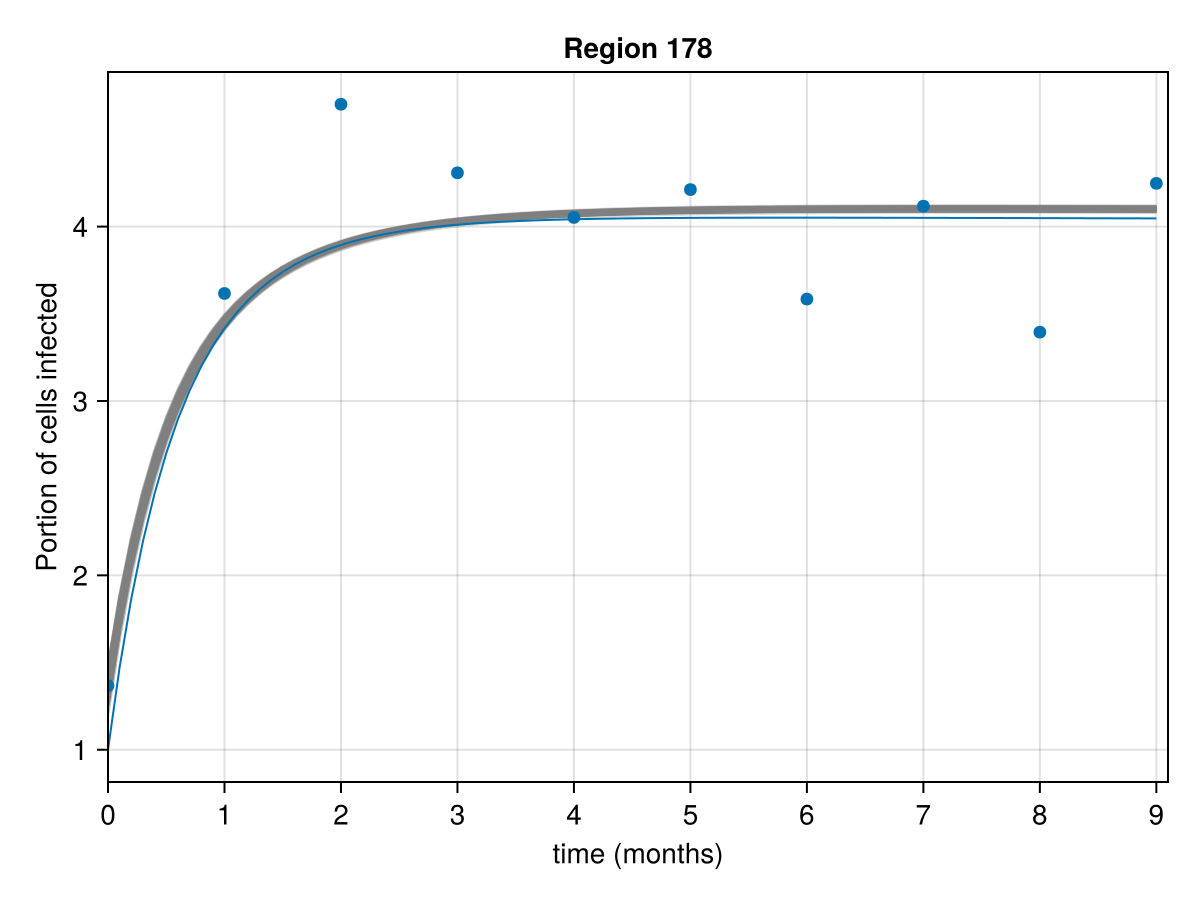 Region 178
Portion of cells infected
4
3
2
1
0 1 2 3 4 5 6 7 8 9
time (months)